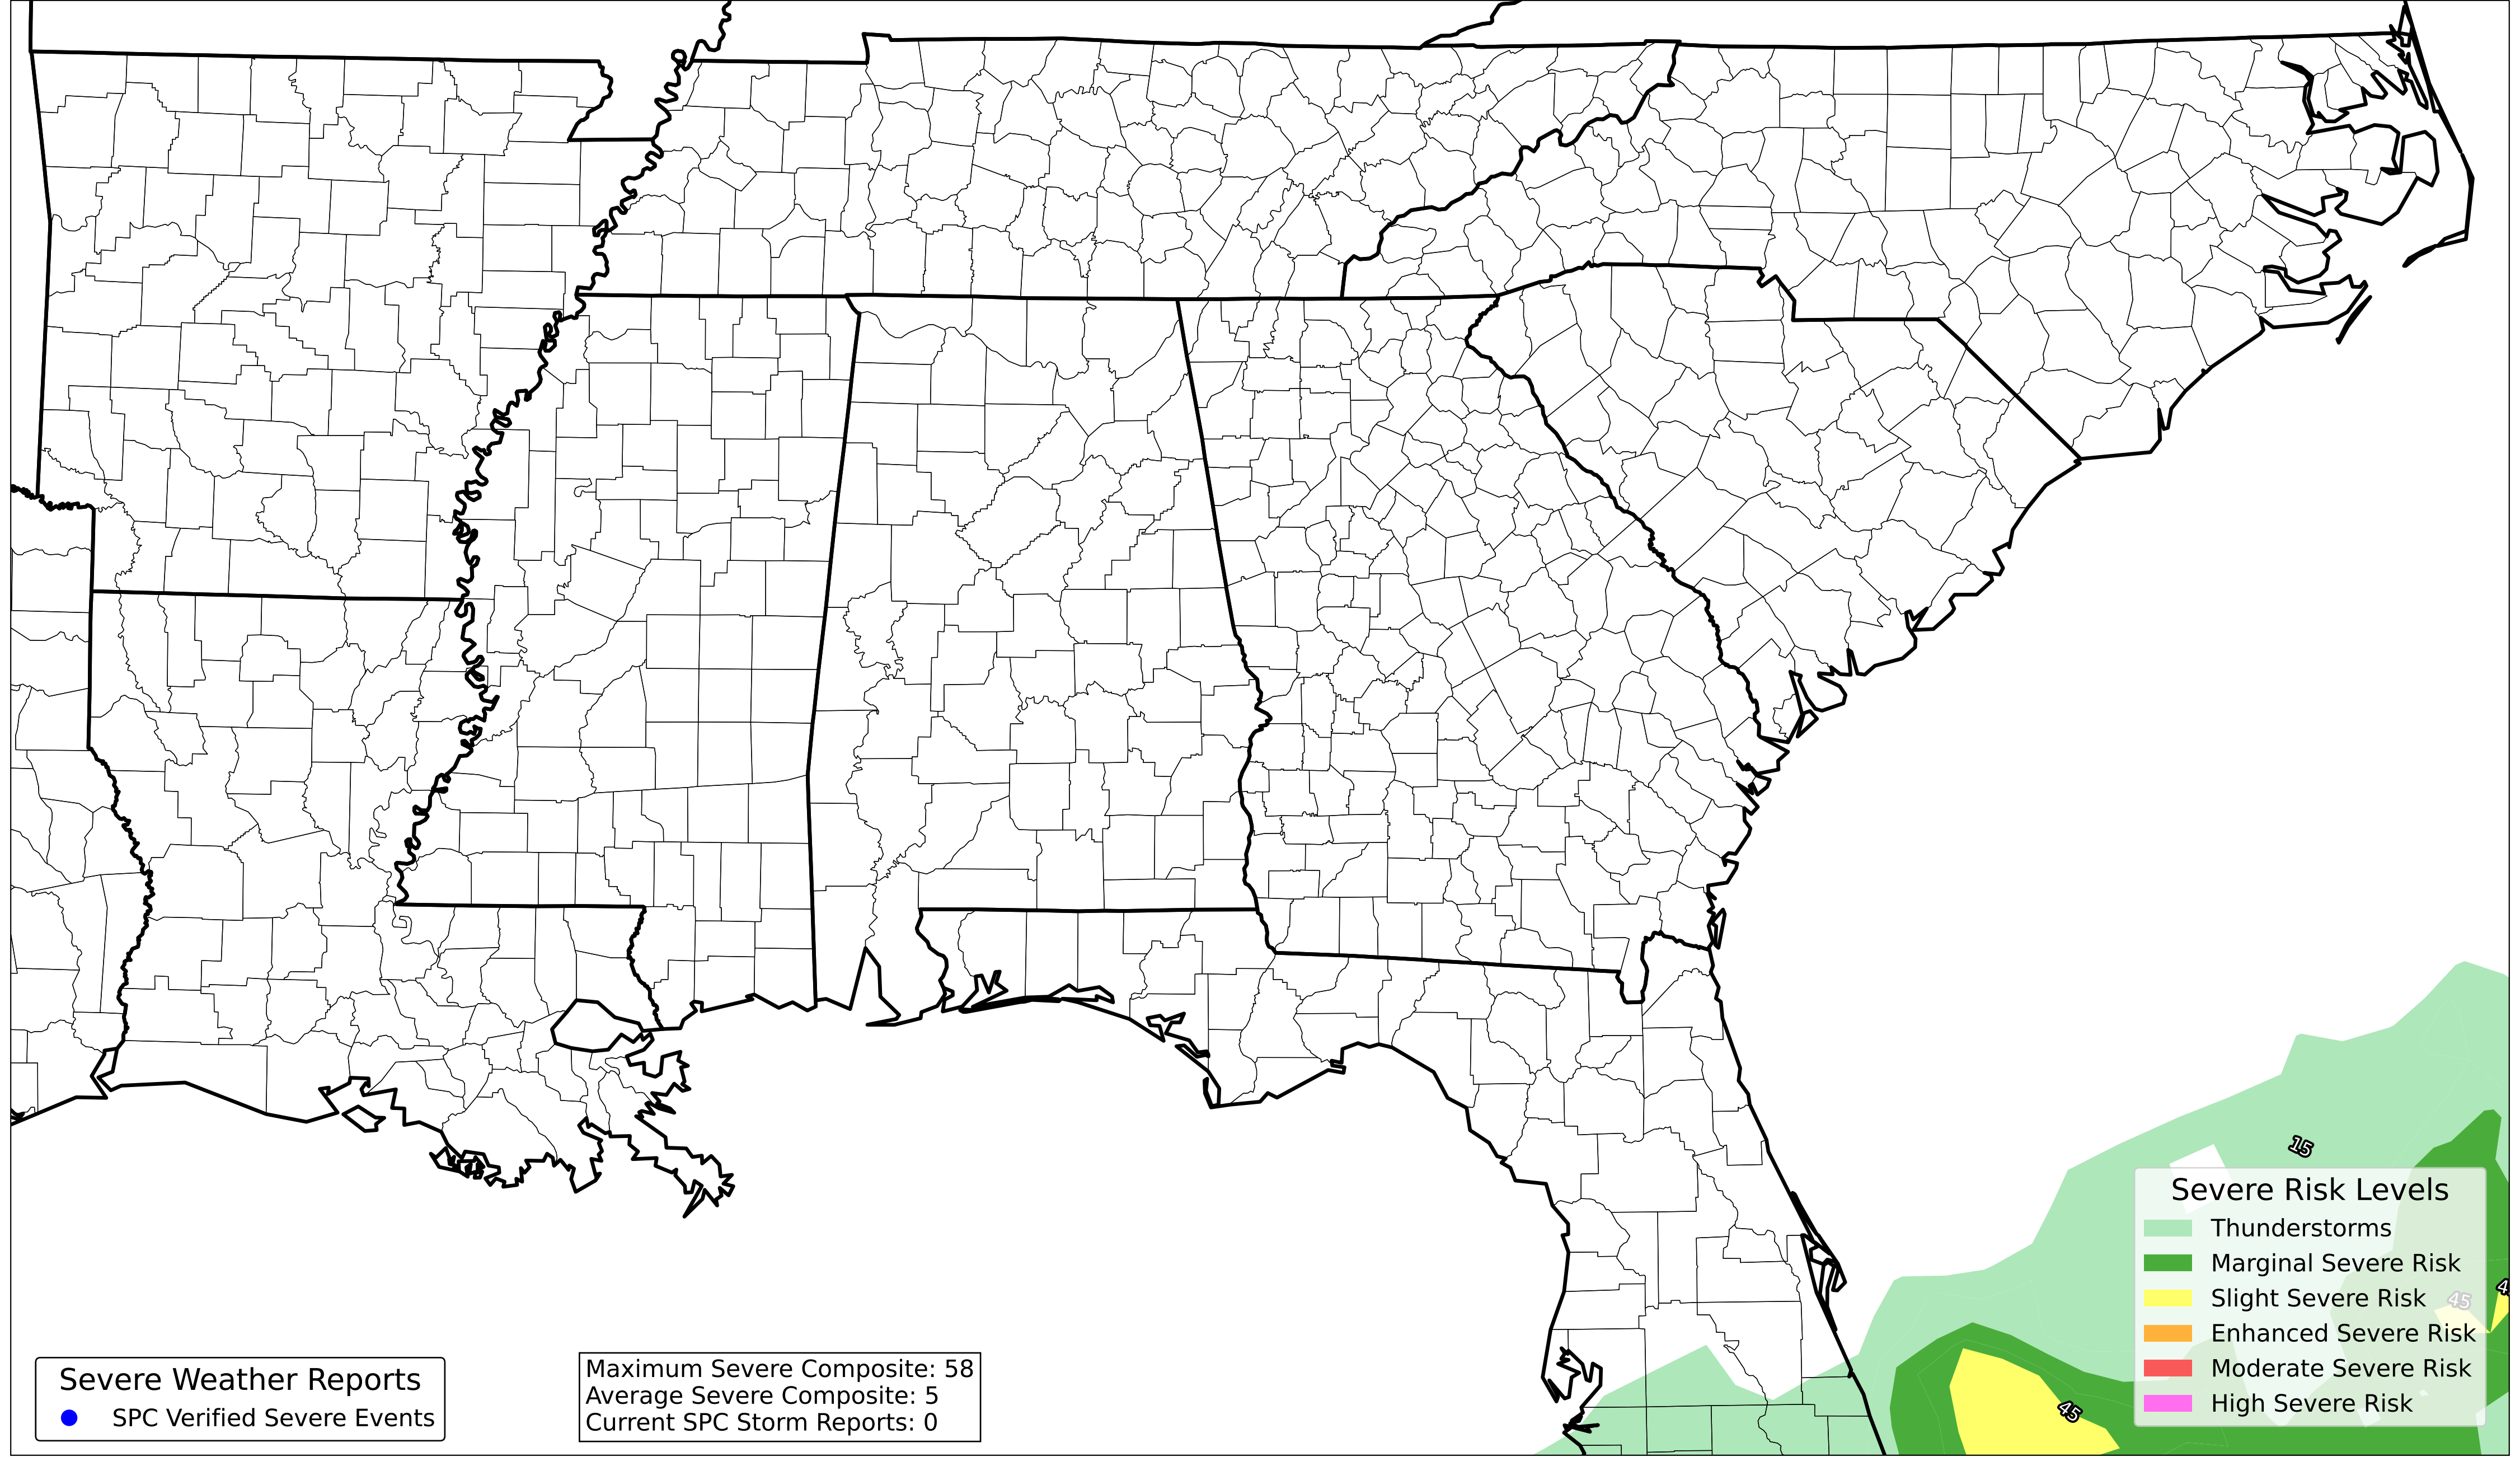 15
Severe Risk Levels
Thunderstorms
Marginal Severe Risk
Slight Severe Risk
Enhanced Severe Risk
Moderate Severe Risk
High Severe Risk
45
45
Severe Weather Reports
SPC Verified Severe Events
Maximum Severe Composite: 58
Average Severe Composite: 5
Current SPC Storm Reports: 0